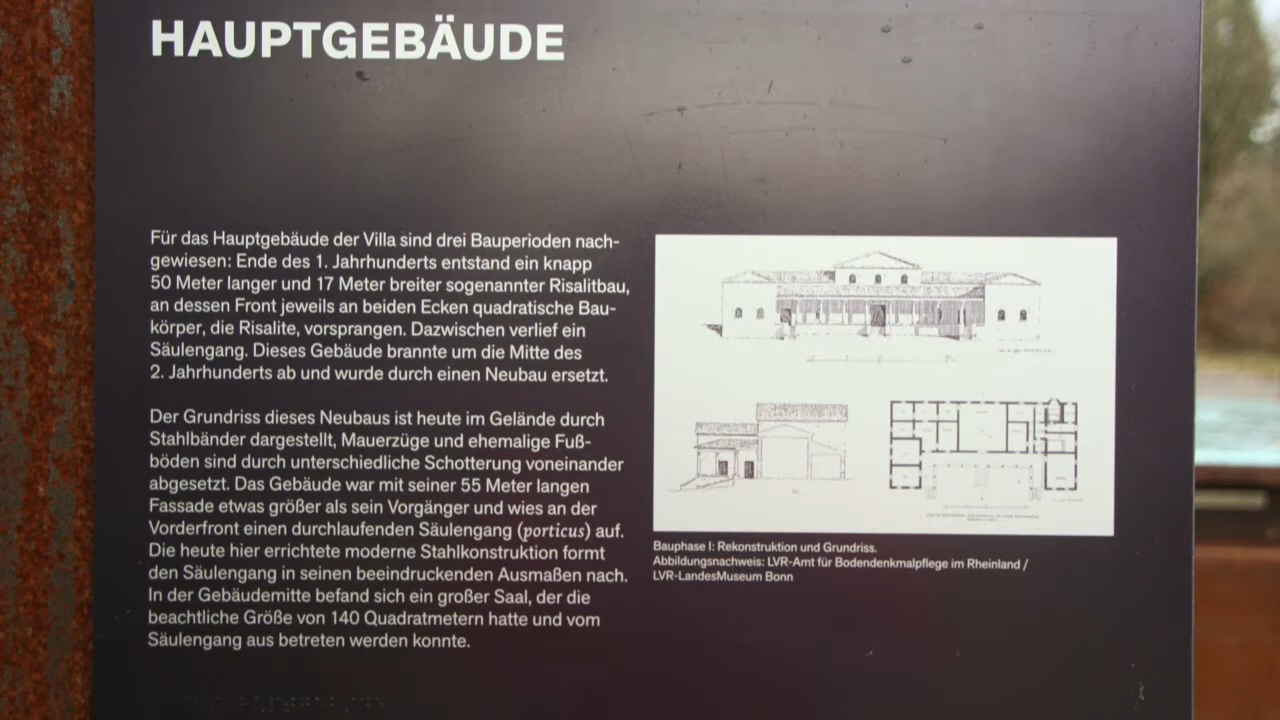 HAUPTGEBÄUDE
Für das Hauptgebäude der Villa sind drei Bauperioden nach-
gewiesen: Ende des 1. Jahrhunderts entstand ein knapp
50 Meter langer und 17 Meter breiter sogenannter Risalitbau,
an dessen Front jeweils an beiden Ecken quadratische Bau-
körper, die Risalite, vorsprangen. Dazwischen verlief ein
Säulengang. Dieses Gebäude brannte um die Mitte des
2. Jahrhunderts ab und wurde durch einen Neubau ersetzt.
Der Grundriss dieses Neubaus ist heute im Gelände durch
Stahlbänder dargestellt, Mauerzüge und ehemalige Fuß-
böden sind durch unterschiedliche Schotterung voneinander
abgesetzt. Das Gebäude war mit seiner 55 Meter langen
Fassade etwas größer als sein Vorgänger und wies an der
Vorderfront einen durchlaufenden Säulengang (porticus) auf.
Die heute hier errichtete moderne Stahlkonstruktion formt
den Säulengang in seinen beeindruckenden Ausmaßen nach.
In der Gebäudemitte befand sich ein großer Saal, der die
beachtliche Größe von 140 Quadratmetern hatte und vom
Säulengang aus betreten werden konnte.
Bauphase I: Rekonstruktion und Grundriss.
Abbildungsnachweis: LVR-Amt für Bodendenkmalpflege im Rheinland /
LVR-LandesMuseum Bonn